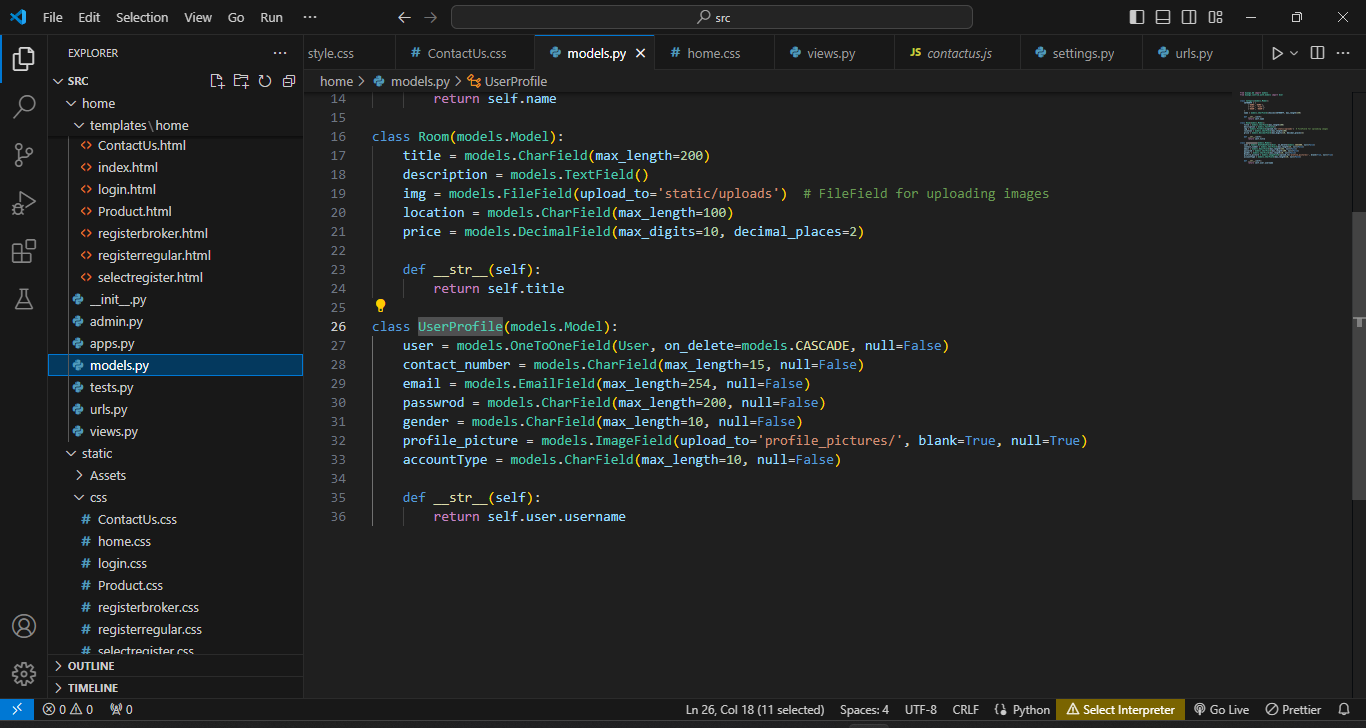 File Edit Selection View Go Run ···
src
EXPLORER ···
SRC
home
templates\home
ContactUs.html
index.html
login.html
Product.html
registerbroker.html
registerregular.html
selectregister.html
__init__.py
admin.py
apps.py
models.py
tests.py
urls.py
views.py
static
Assets
css
# ContactUs.css
# home.css
# login.css
# Product.css
# registerbroker.css
# registerregular.css
# selectregister.css
OUTLINE
TIMELINE
style.css # ContactUs.css models.py # home.css views.py JS contactus.js settings.py urls.py
home > models.py > UserProfile
14 return self.name
15
16 class Room(models.Model):
17 title = models.CharField(max_length=200)
18 description = models.TextField()
19 img = models.FileField(upload_to='static/uploads') # FileField for uploading images
20 location = models.CharField(max_length=100)
21 price = models.DecimalField(max_digits=10, decimal_places=2)
22
23 def __str__(self):
24 return self.title
25
26 class UserProfile(models.Model):
27 user = models.OneToOneField(User, on_delete=models.CASCADE, null=False)
28 contact_number = models.CharField(max_length=15, null=False)
29 email = models.EmailField(max_length=254, null=False)
30 passwrod = models.CharField(max_length=200, null=False)
31 gender = models.CharField(max_length=10, null=False)
32 profile_picture = models.ImageField(upload_to='profile_pictures/', blank=True, null=True)
33 accountType = models.CharField(max_length=10, null=False)
34
35 def __str__(self):
36 return self.user.username
0 0 0 Ln 26, Col 18 (11 selected) Spaces: 4 UTF-8 CRLF Python Select Interpreter Go Live Prettier